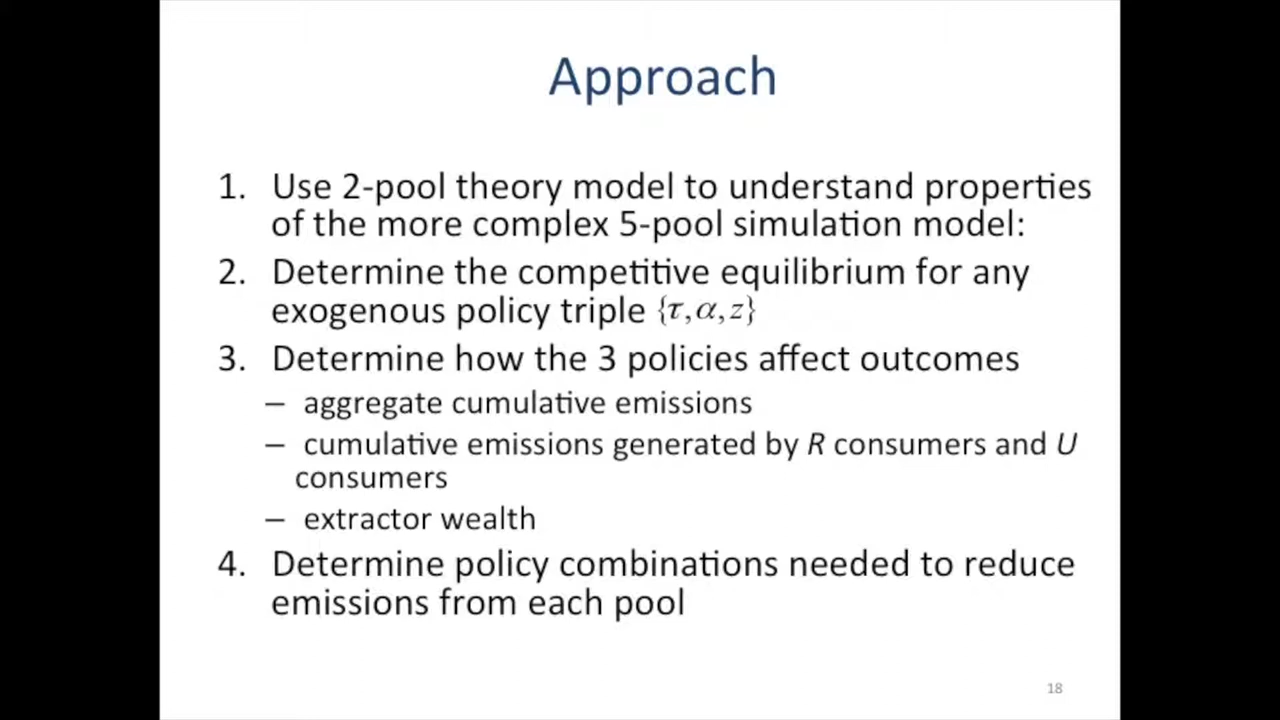 Approach
1. Use 2-pool theory model to understand properties
of the more complex 5-pool simulation model:
2. Determine the competitive equilibrium for any
exogenous policy triple {τ,α,z}
3. Determine how the 3 policies affect outcomes
– aggregate cumulative emissions
– cumulative emissions generated by R consumers and U
consumers
– extractor wealth
4. Determine policy combinations needed to reduce
emissions from each pool
18